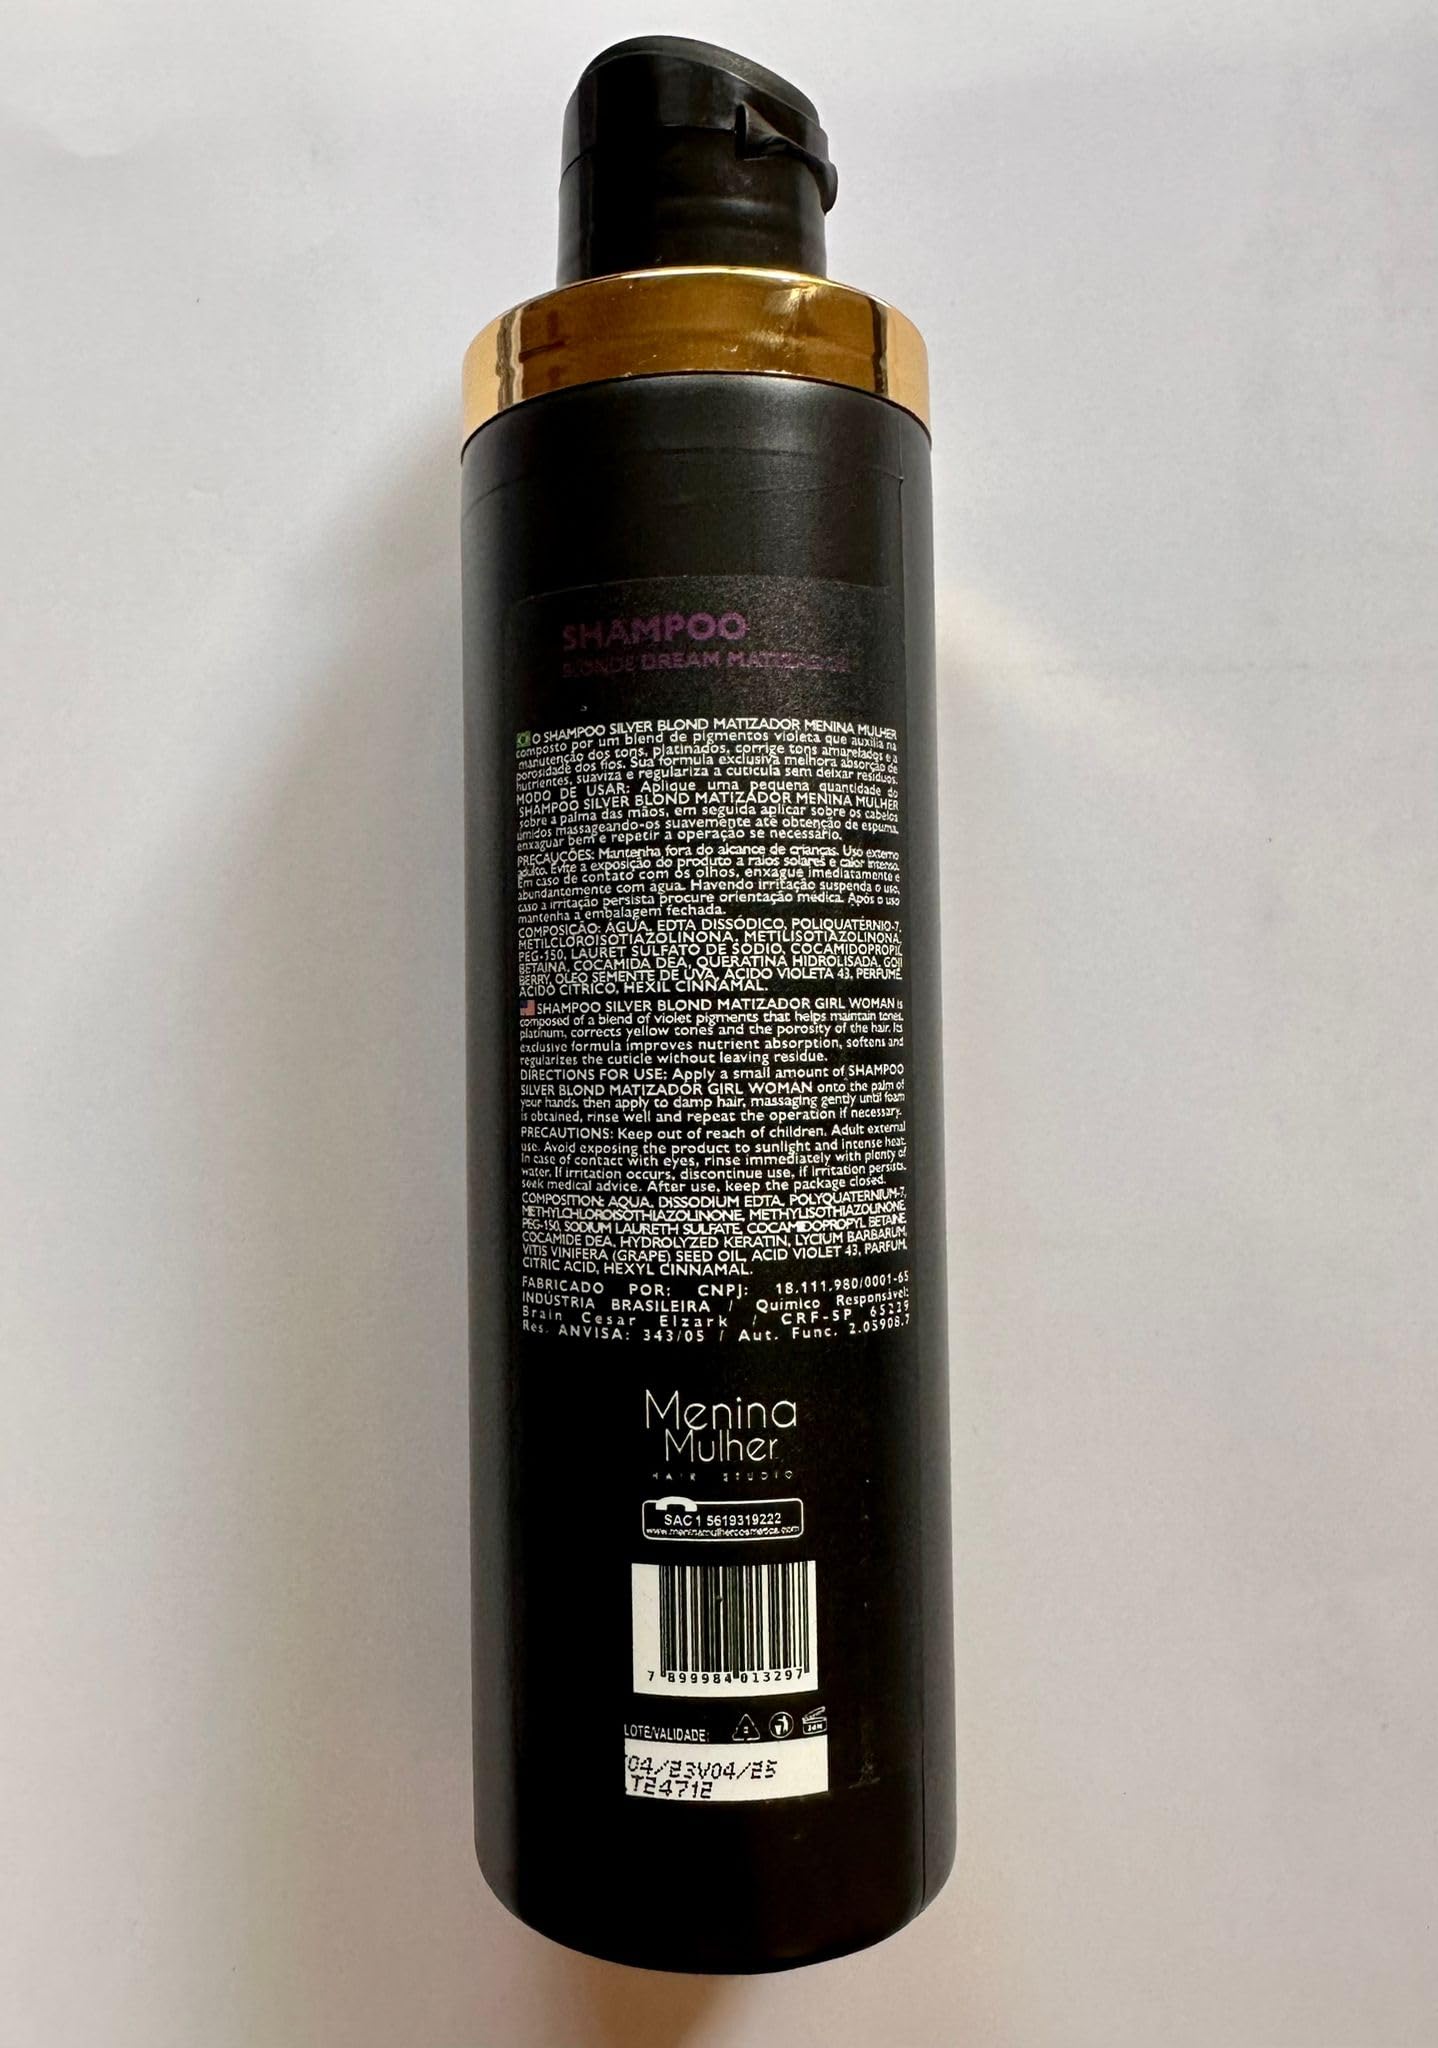 SHAMPOO
BLONDE DREAM MATIZADOR
O SHAMPOO SILVER BLOND MATIZADOR MENINA MULHER
composto por um blend de pigmentos violeta que auxilia na
manutenção dos tons, platinados, corrige tons amarelados e a
porosidade dos fios. Sua formula exclusiva melhora absorção de
nutrientes, suaviza e regulariza a cuticula sem deixar resíduos.
MODO DE USAR: Aplique uma pequena quantidade do
SHAMPOO SILVER BLOND MATIZADOR MENINA MULHER
sobre a palma das mãos, em seguida aplicar sobre os cabelos
úmidos massageando-os suavemente até obtenção de espuma,
enxaguar bem e repetir a operação se necessário.
PRECAUÇÕES: Mantenha fora do alcance de crianças. Uso externo
adulto. Evite a exposição do produto a raios solares e calor intenso.
Em caso de contato com os olhos, enxague imediatamente e
abundantemente com água. Havendo irritação suspenda o uso,
caso a irritação persista procure orientação médica. Após o uso
mantenha a embalagem fechada.
COMPOSIÇÃO: ÁGUA, EDTA DISSÓDICO, POLIQUATÉRNIO-7,
METILCLOROISOTIAZOLINONA, METILISOTIAZOLINONA,
PEG-150, LAURET SULFATO DE SÓDIO, COCAMIDOPROPIL
BETAINA, COCAMIDA DEA, QUERATINA HIDROLISADA, GOHI
BERRY, OLEO SEMENTE DE UVA, ACIDO VIOLETA 43, PERFUME,
ACIDO CITRICO, HEXIL CINNAMAL.
SHAMPOO SILVER BLOND MATIZADOR GIRL WOMAN is
composed of a blend of violet pigments that helps maintain tones,
platinum, corrects yellow tones and the porosity of the hair. Its
exclusive formula improves nutrient absorption, softens and
regularizes the cuticle without leaving residue.
DIRECTIONS FOR USE: Apply a small amount of SHAMPOO
SILVER BLOND MATIZADOR GIRL WOMAN onto the palm of
your hands, then apply to damp hair, massaging gently until foam
is obtained, rinse well and repeat the operation if necessary.
PRECAUTIONS: Keep out of reach of children. Adult external
use. Avoid exposing the product to sunlight and intense heat.
In case of contact with eyes, rinse immediately with plenty of
water. If irritation occurs, discontinue use, if irritation persists,
seek medical advice. After use, keep the package closed.
COMPOSITION: AQUA, DISSODIUM EDTA, POLYQUATERNIUM-7,
METHYLCHLOROISOTHIAZOLINONE, METHYLISOTHIAZOLINONE,
PEG-150, SODIUM LAURETH SULFATE, COCAMIDOPROPYL BETAINE,
COCAMIDE DEA, HYDROLYZED KERATIN, LYCIUM BARBARUM,
VITIS VINIFERA (GRAPE) SEED OIL, ACID VIOLET 43, PARFUM,
CITRIC ACID, HEXYL CINNAMAL.
FABRICADO POR: CNPJ: 18.111.980/0001-65
INDÚSTRIA BRASILEIRA / Químico Responsável:
Brain Cesar Elzark / CRF-SP 65229
Res. ANVISA: 343/05 / Aut. Func. 2.05908.7
Menina
Mulher
HAIR STUDIO
SAC 1 5619319222
www.meninamulhercosmetica.com
7 899984 013297
LOTE/VALIDADE:
24M
04/23V04/25
LT24712